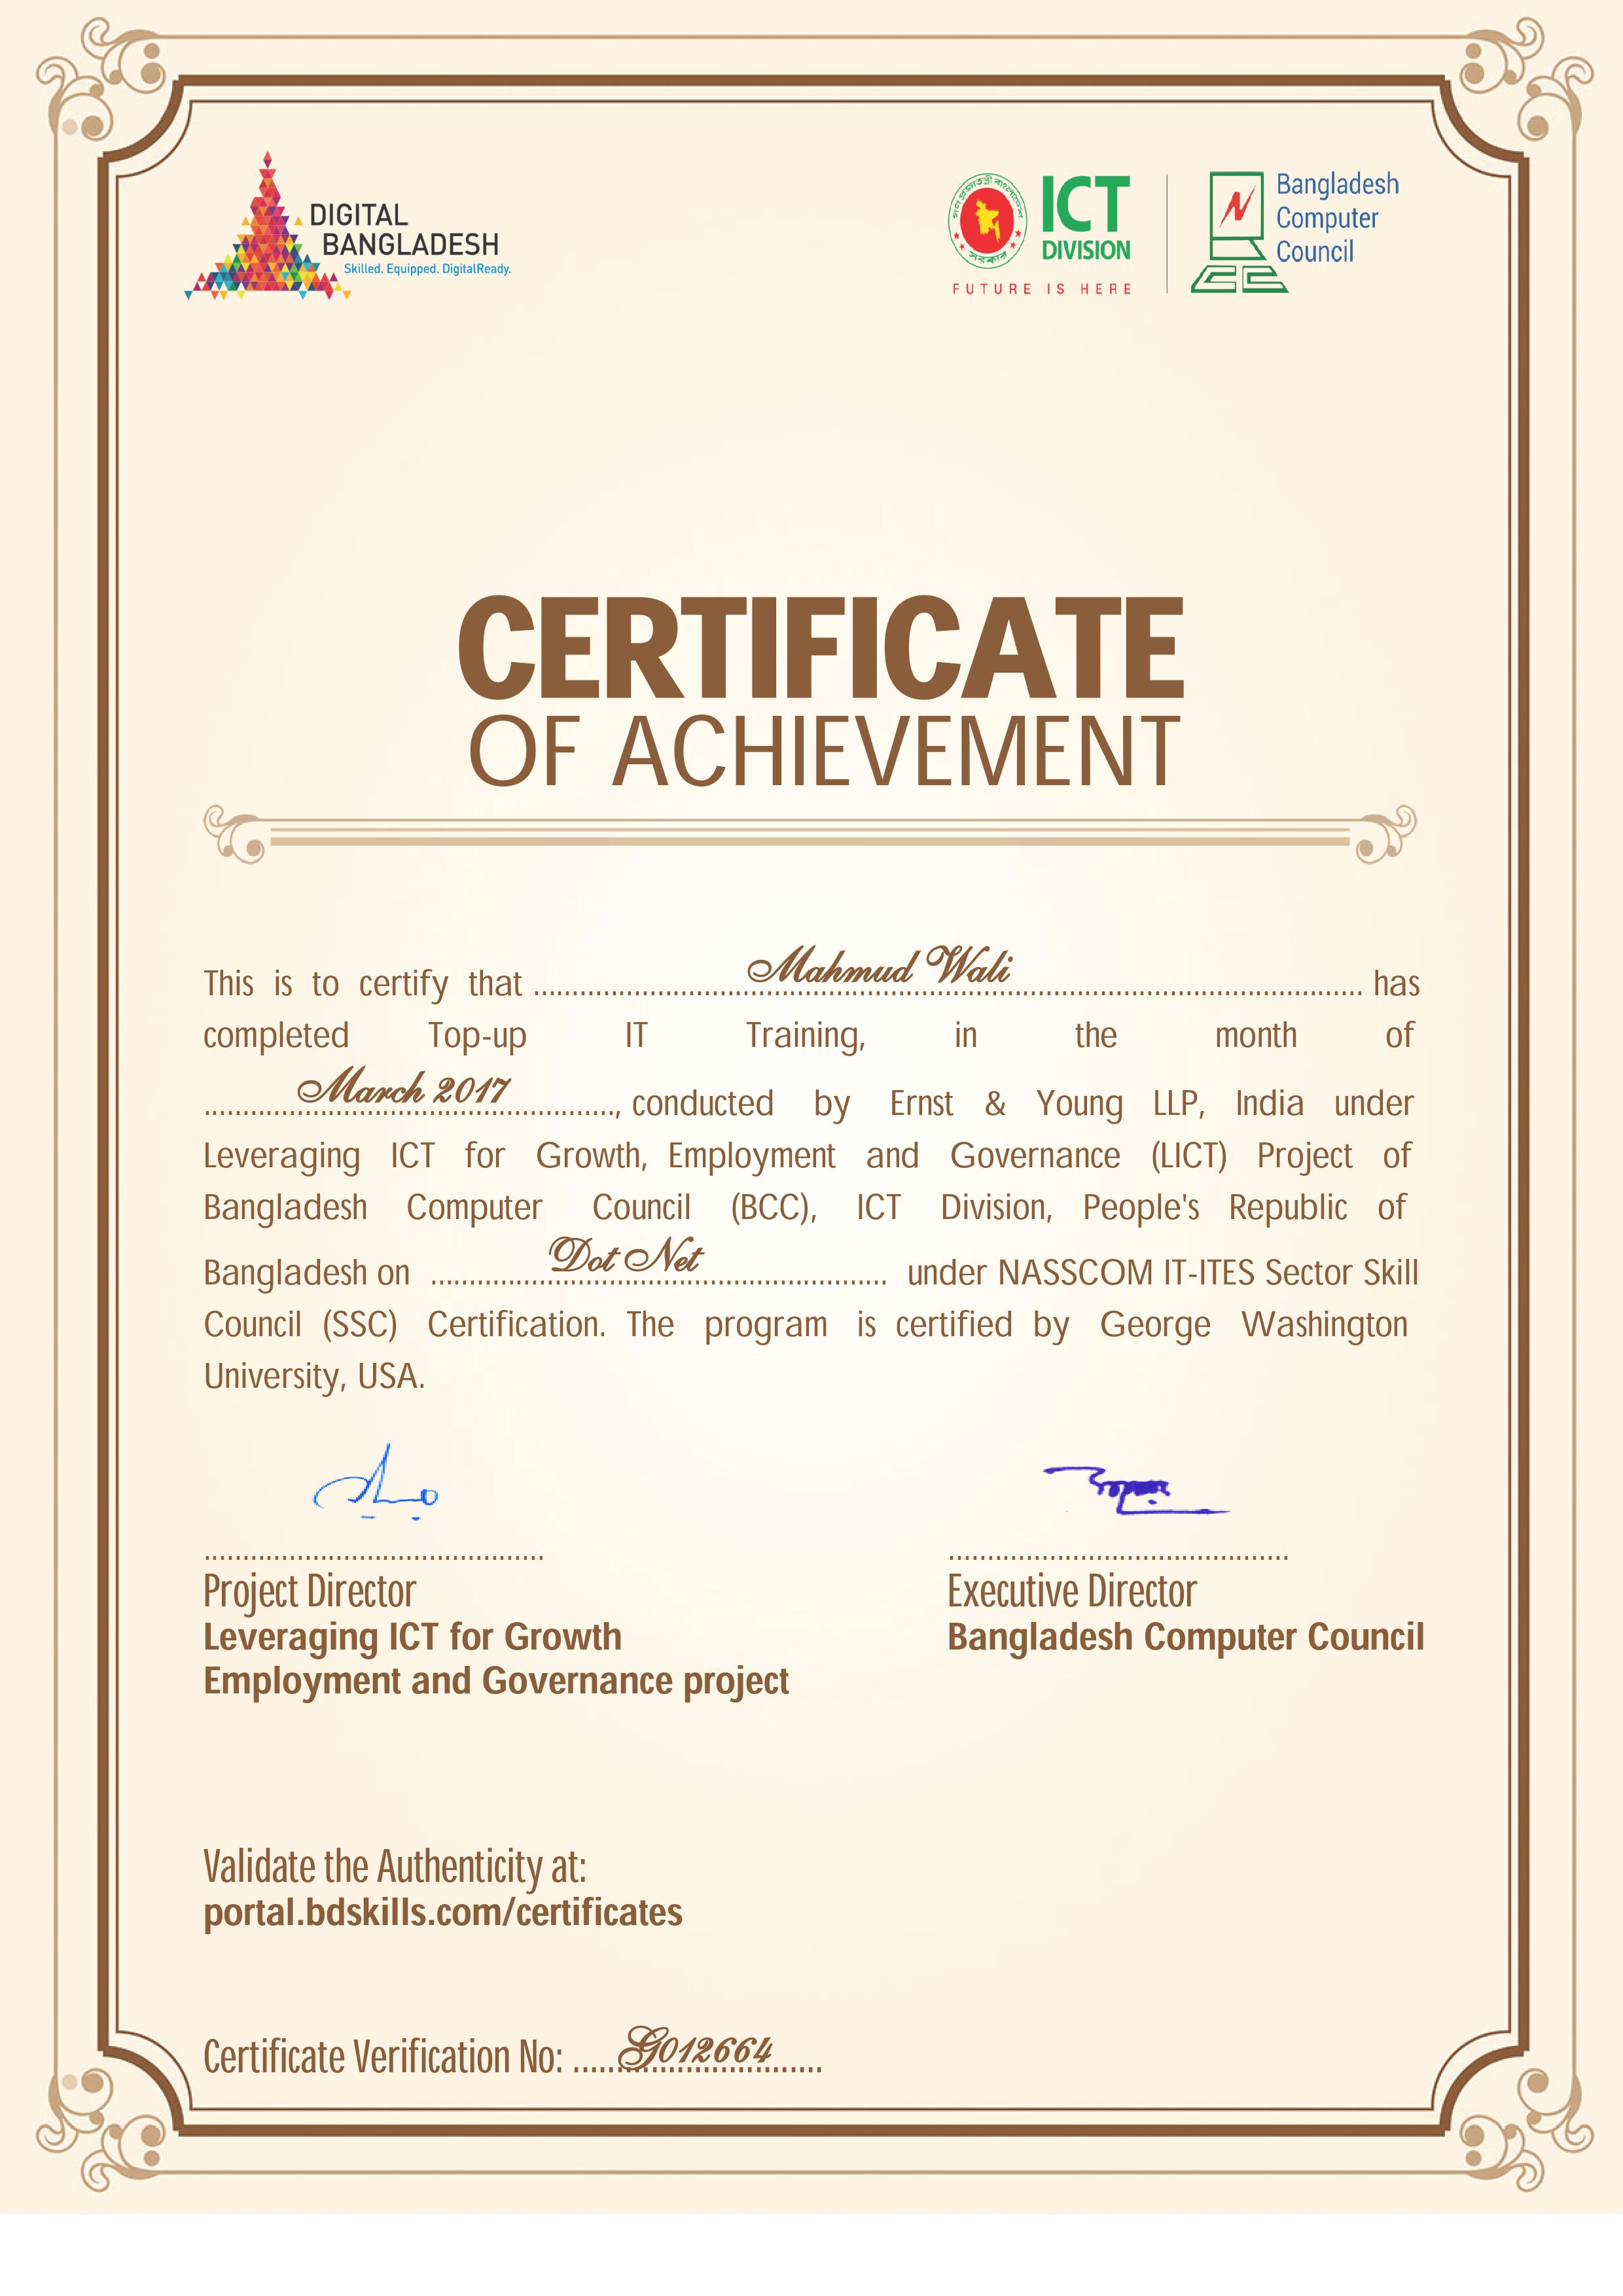 DIGITAL
BANGLADESH
Skilled. Equipped. DigitalReady.
গণপ্রজাতন্ত্রী বাংলাদেশ
সরকার
ICT
DIVISION
FUTURE IS HERE
Bangladesh
Computer
Council
CERTIFICATE
OF ACHIEVEMENT
This is to certify that Mahmud Wali has
completed Top-up IT Training, in the month of
March 2017, conducted by Ernst & Young LLP, India under
Leveraging ICT for Growth, Employment and Governance (LICT) Project of
Bangladesh Computer Council (BCC), ICT Division, People's Republic of
Bangladesh on Dot Net under NASSCOM IT-ITES Sector Skill
Council (SSC) Certification. The program is certified by George Washington
University, USA.
Project Director
Leveraging ICT for Growth
Employment and Governance project
Executive Director
Bangladesh Computer Council
Validate the Authenticity at:
portal.bdskills.com/certificates
Certificate Verification No: G012664